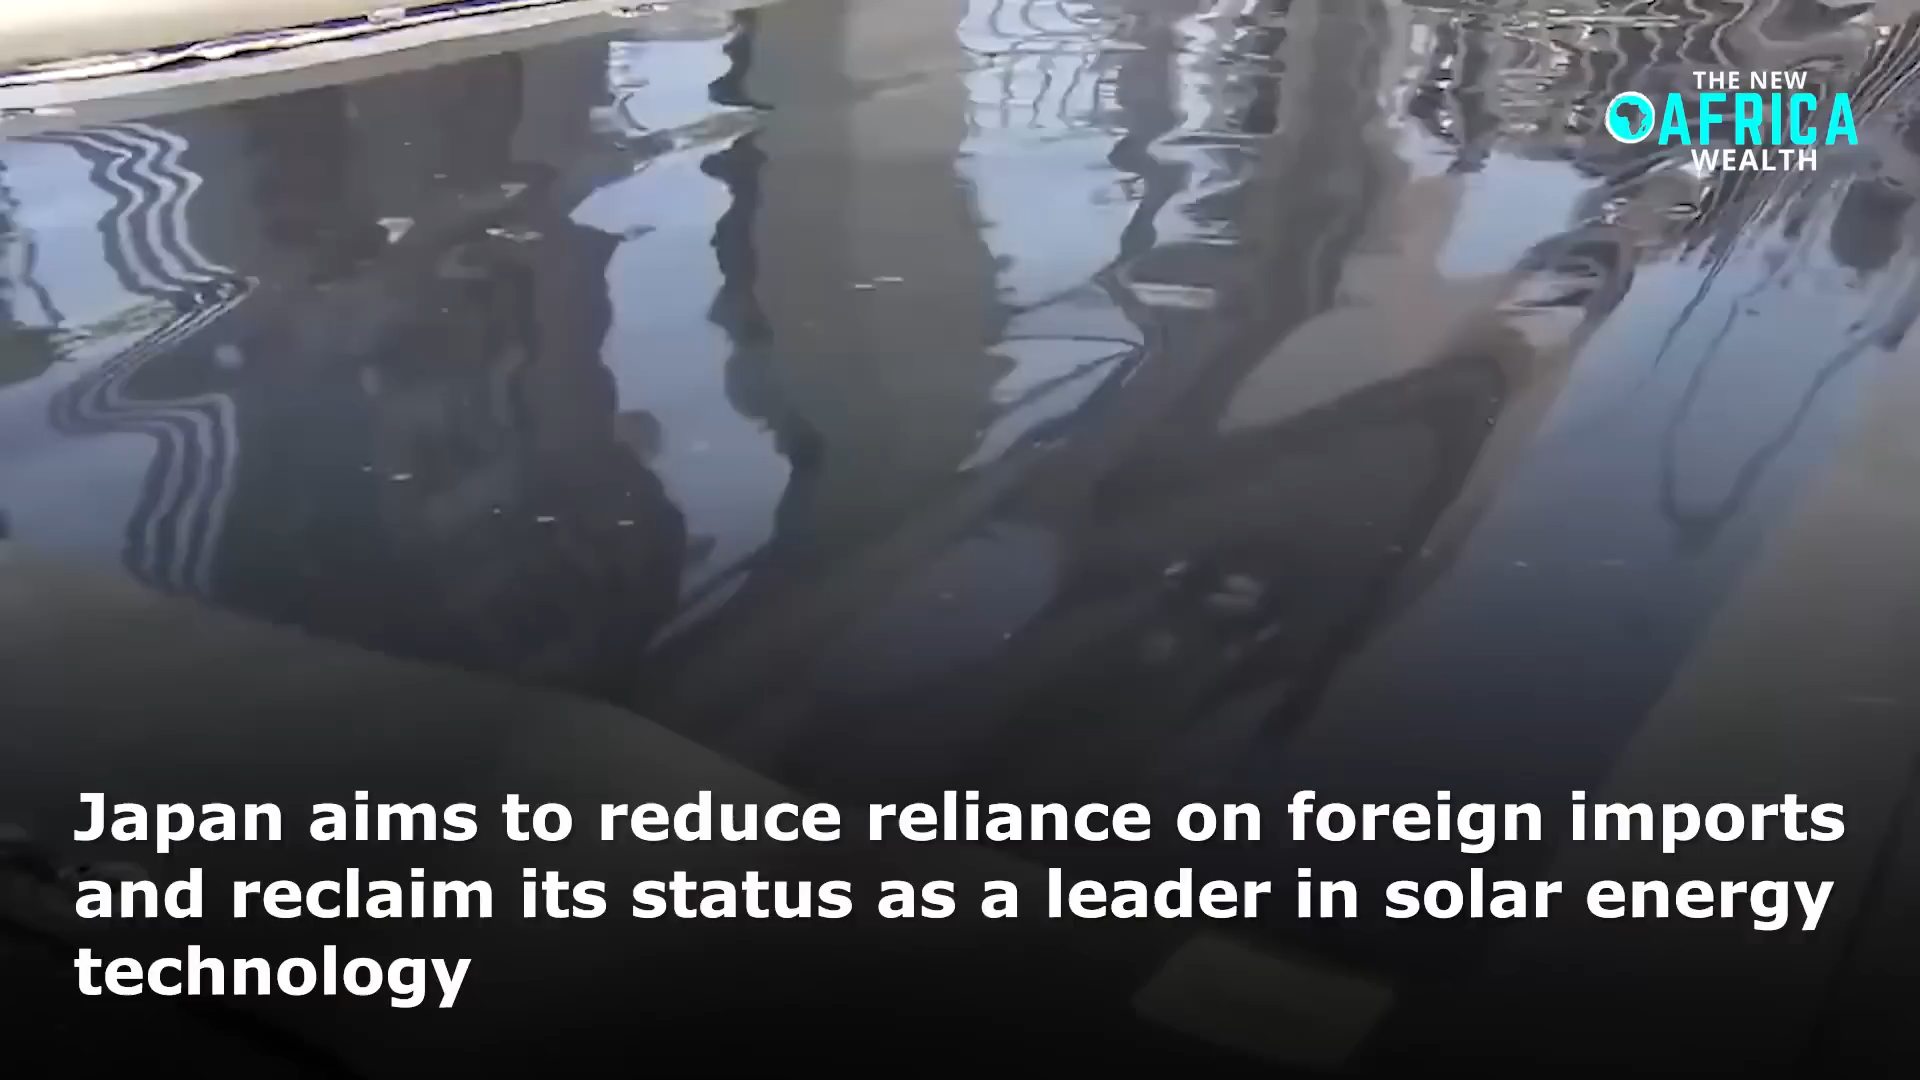 THE NEW
AFRICA
WEALTH
Japan aims to reduce reliance on foreign imports
and reclaim its status as a leader in solar energy
technology